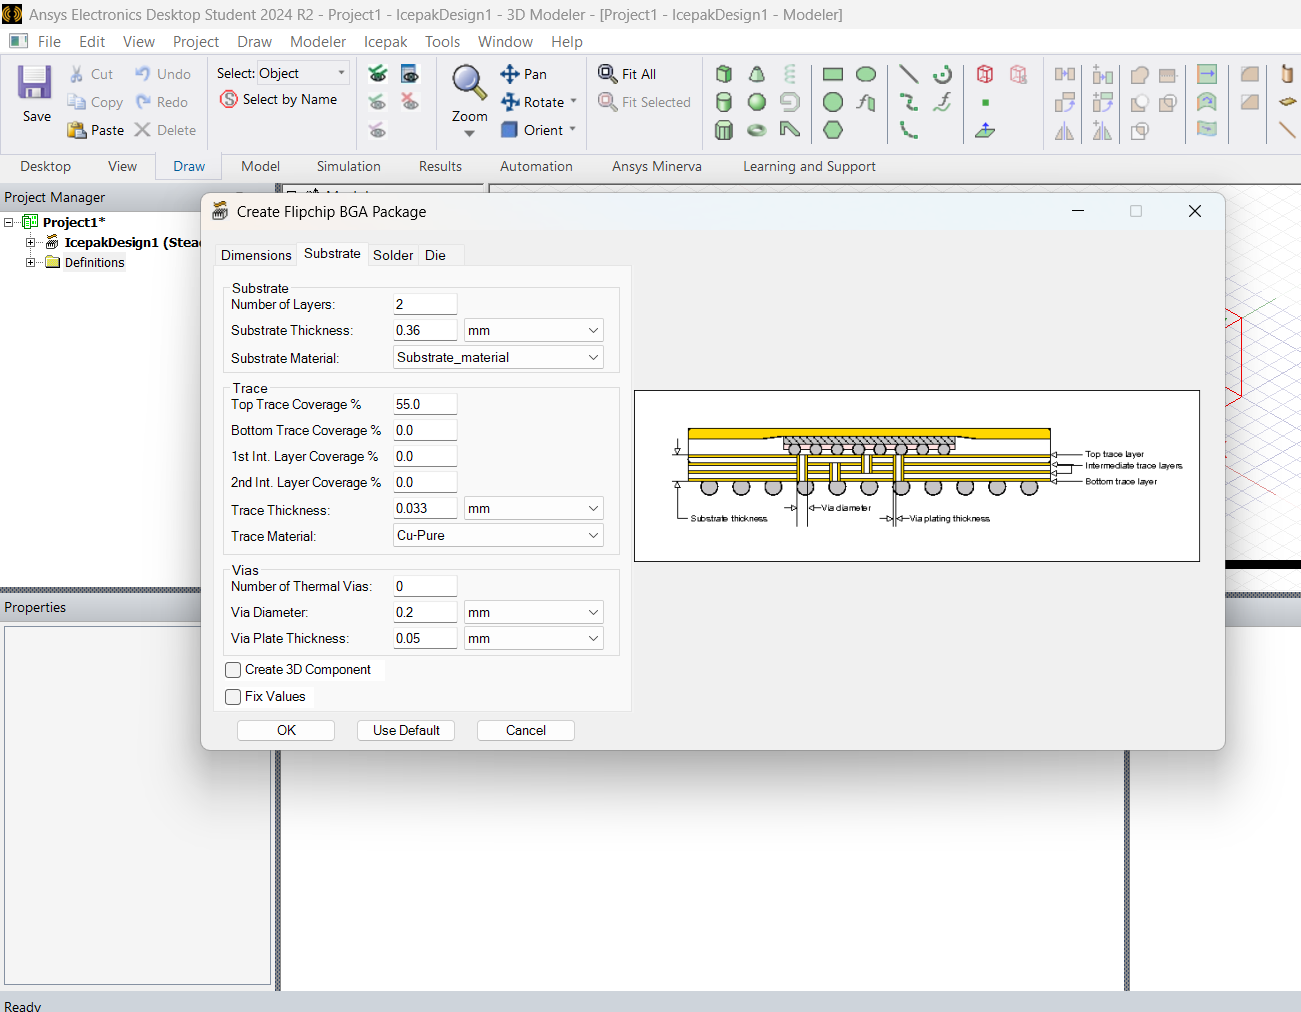 Ansys Electronics Desktop Student 2024 R2 - Project1 - IcepakDesign1 - 3D Modeler - [Project1 - IcepakDesign1 - Modeler]
File Edit View Project Draw Modeler Icepak Tools Window Help
Save
Cut
Copy
Paste
Undo
Redo
Delete
Select: Object
Select by Name
Zoom
Pan
Rotate
Orient
Fit All
Fit Selected
Desktop View Draw Model Simulation Results Automation Ansys Minerva Learning and Support
Project Manager
Project1*
IcepakDesign1 (Stea
Definitions
Properties
Ready
Create Flipchip BGA Package
Dimensions Substrate Solder Die
Substrate
Number of Layers: 2
Substrate Thickness: 0.36 mm
Substrate Material: Substrate_material
Trace
Top Trace Coverage % 55.0
Bottom Trace Coverage % 0.0
1st Int. Layer Coverage % 0.0
2nd Int. Layer Coverage % 0.0
Trace Thickness: 0.033 mm
Trace Material: Cu-Pure
Vias
Number of Thermal Vias: 0
Via Diameter: 0.2 mm
Via Plate Thickness: 0.05 mm
Create 3D Component
Fix Values
OK Use Default Cancel
Top trace layer
Intermediate trace layers
Bottom trace layer
Via diameter
Substrate thickness
Via plating thickness